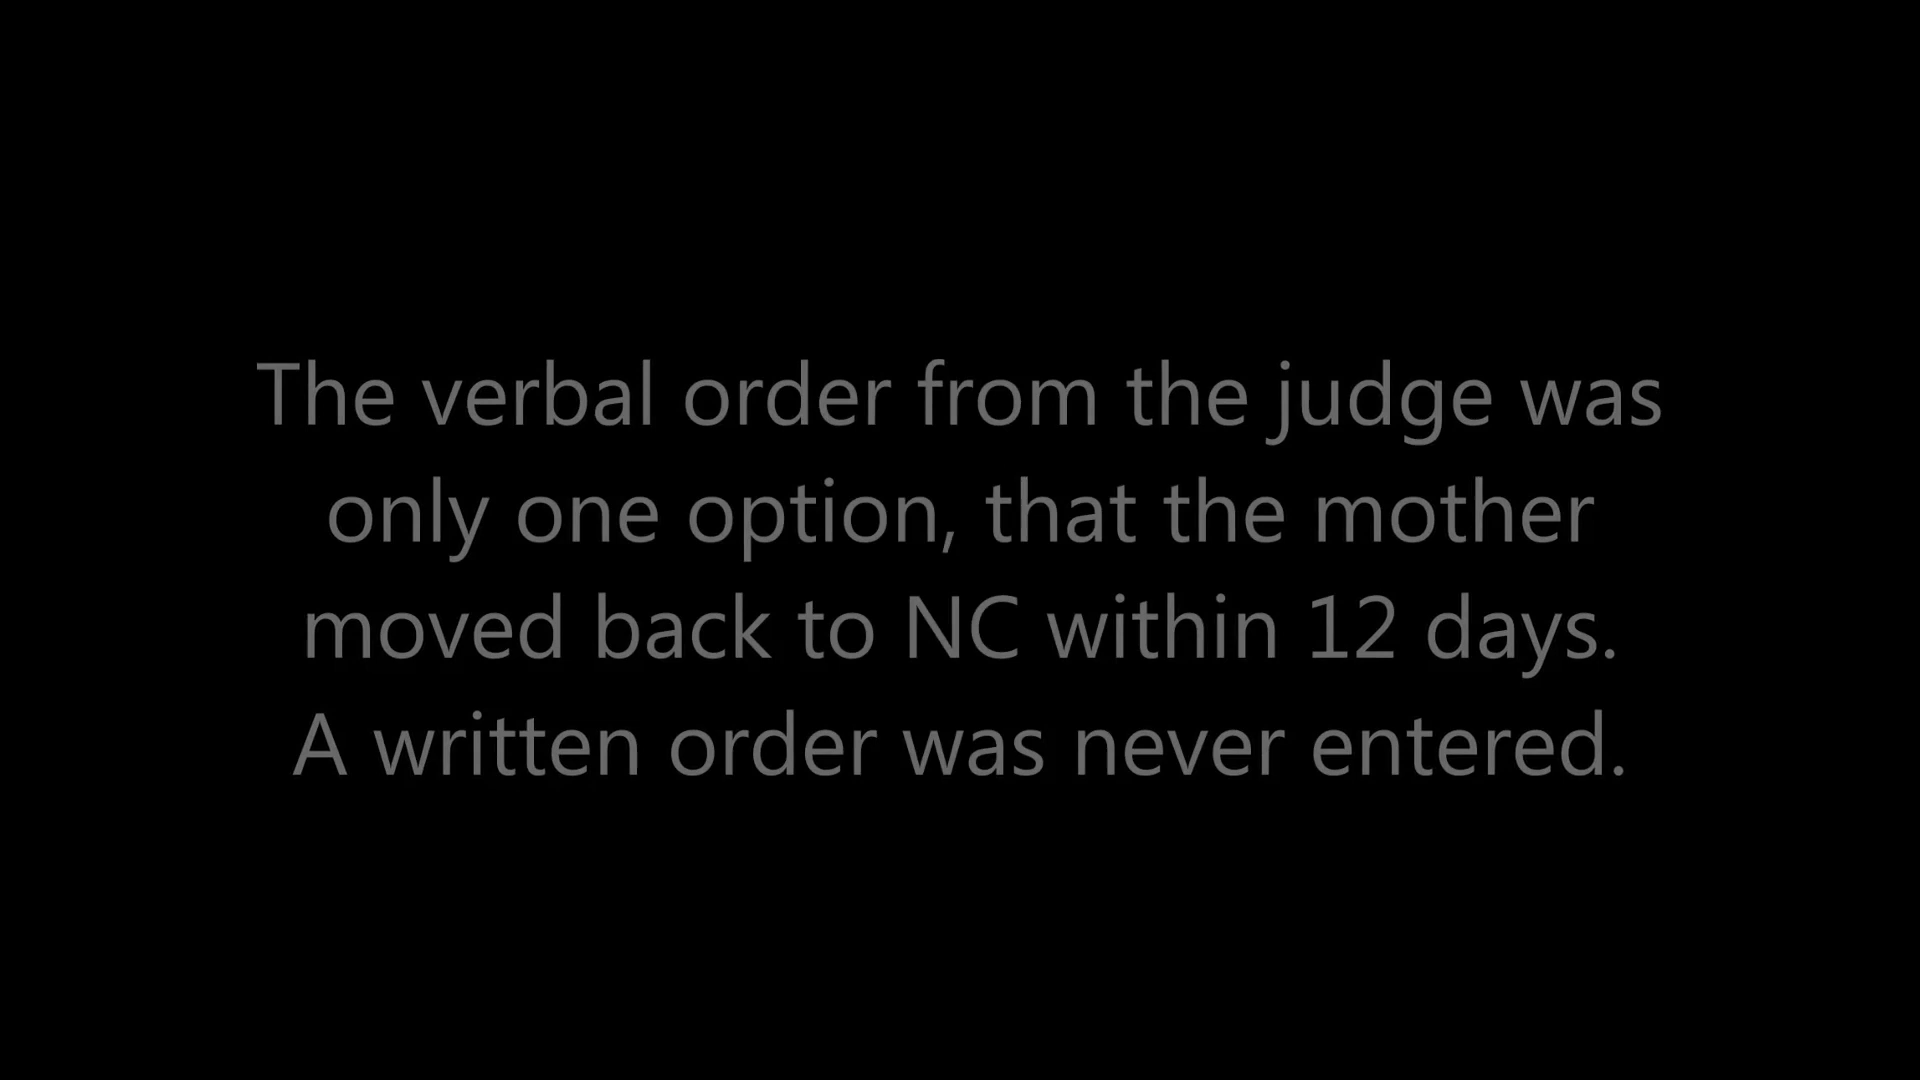 The verbal order from the judge was
only one option, that the mother
moved back to NC within 12 days.
A written order was never entered.